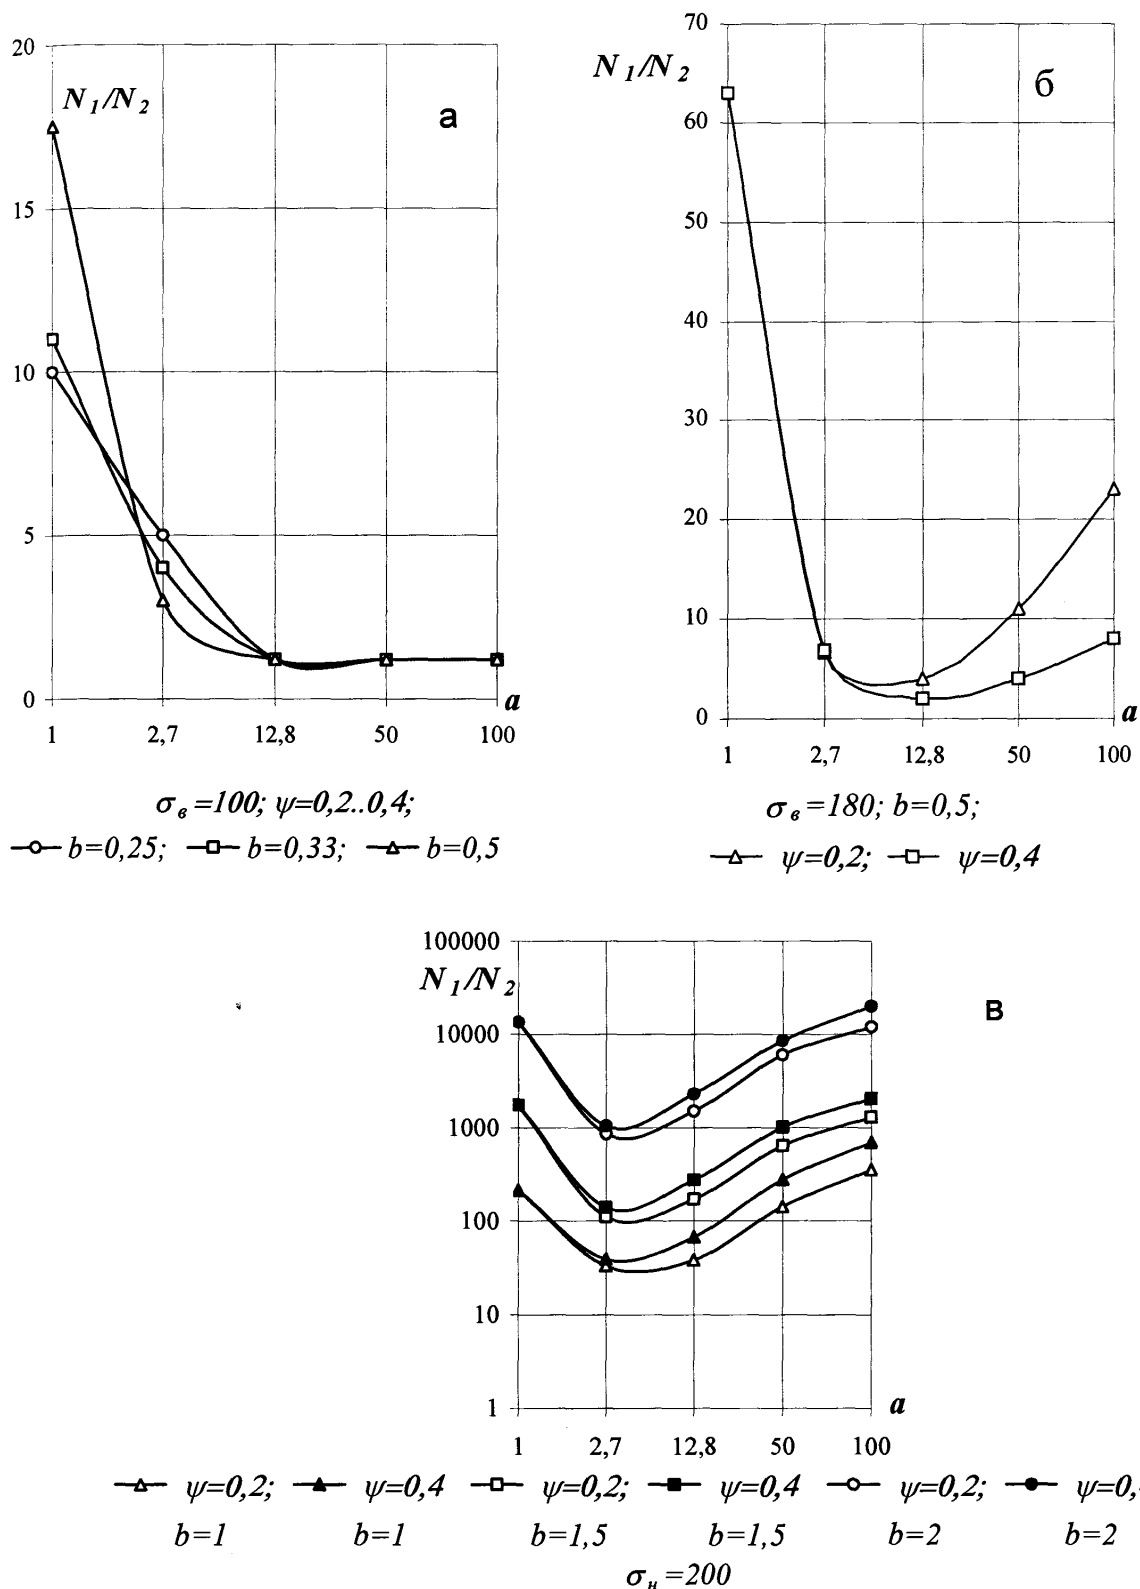 20
N₁/N₂
а
15
10
5
0
a
1 2,7 12,8 50 100
σв=100; ψ=0,2..0,4;
b=0,25; b=0,33; b=0,5
70
N₁/N₂
б
60
50
40
30
20
10
0
a
1 2,7 12,8 50 100
σв=180; b=0,5;
ψ=0,2; ψ=0,4
100000
N₁/N₂
в
10000
1000
100
10
1
a
1 2,7 12,8 50 100
ψ=0,2; ψ=0,4 ψ=0,2; ψ=0,4 ψ=0,2; ψ=0,
b=1 b=1 b=1,5 b=1,5 b=2 b=2
σн=200